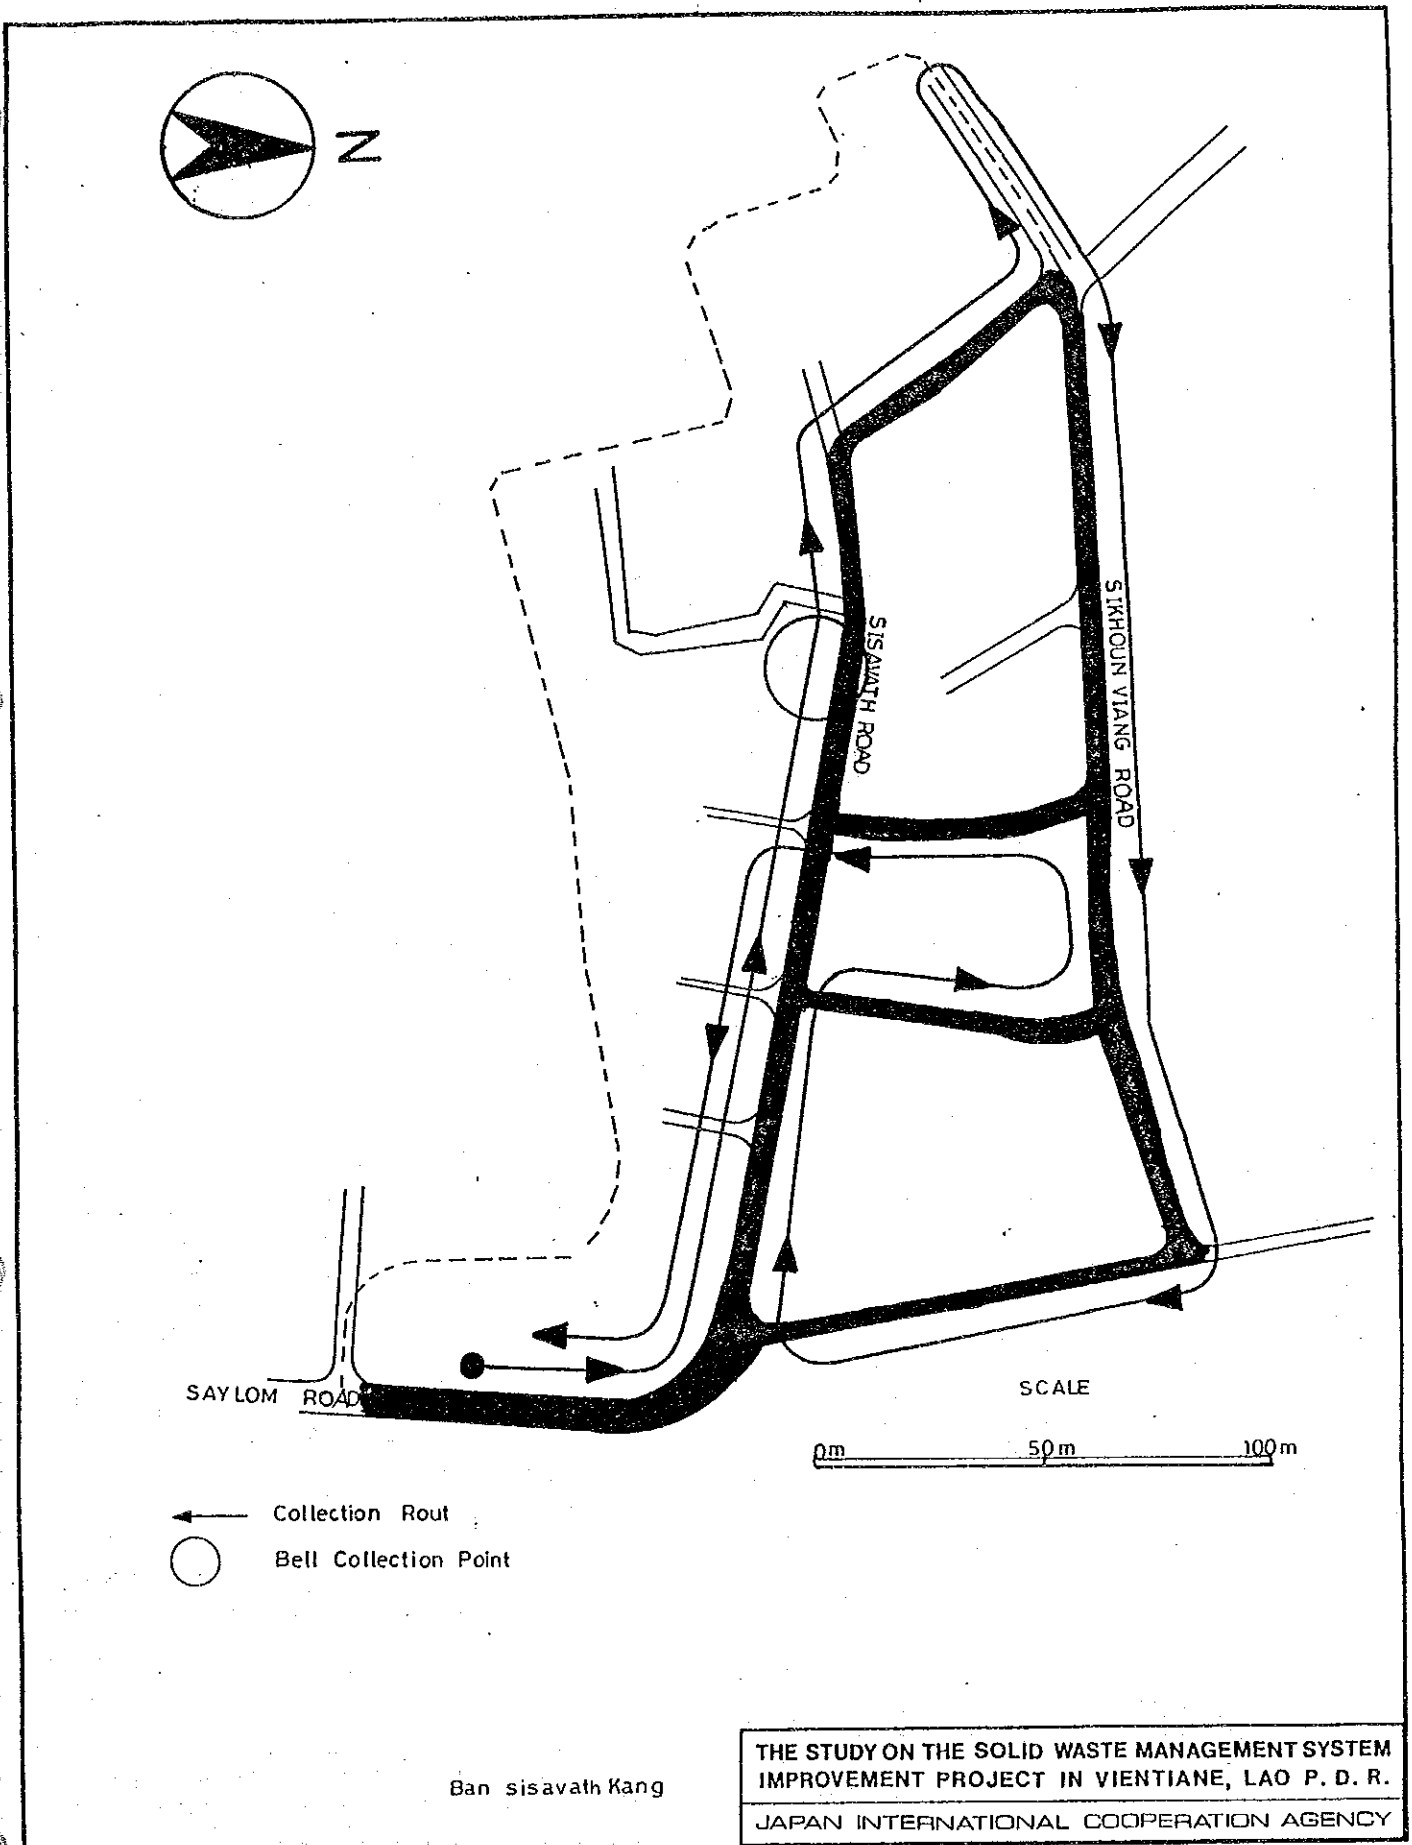 N
SISAVATH ROAD
SIKHOUN VIANG ROAD
SAYLOM ROAD
SCALE
0m 50m 100m
Collection Rout
Bell Collection Point
Ban sisavath Kang
THE STUDY ON THE SOLID WASTE MANAGEMENT SYSTEM
IMPROVEMENT PROJECT IN VIENTIANE, LAO P. D. R.
JAPAN INTERNATIONAL COOPERATION AGENCY